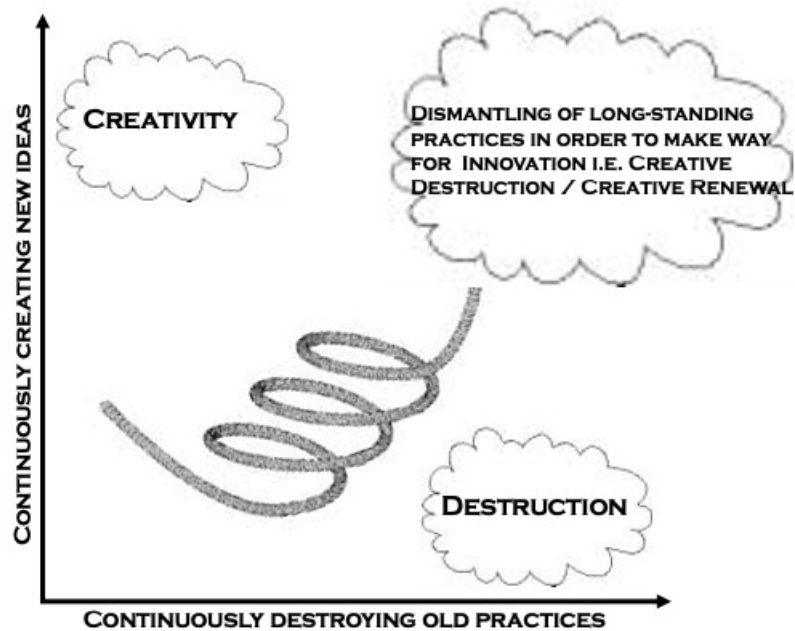 CONTINUOUSLY CREATING NEW IDEAS
CREATIVITY
DISMANTLING OF LONG-STANDING
PRACTICES IN ORDER TO MAKE WAY
FOR INNOVATION I.E. CREATIVE
DESTRUCTION / CREATIVE RENEWAL
DESTRUCTION
CONTINUOUSLY DESTROYING OLD PRACTICES